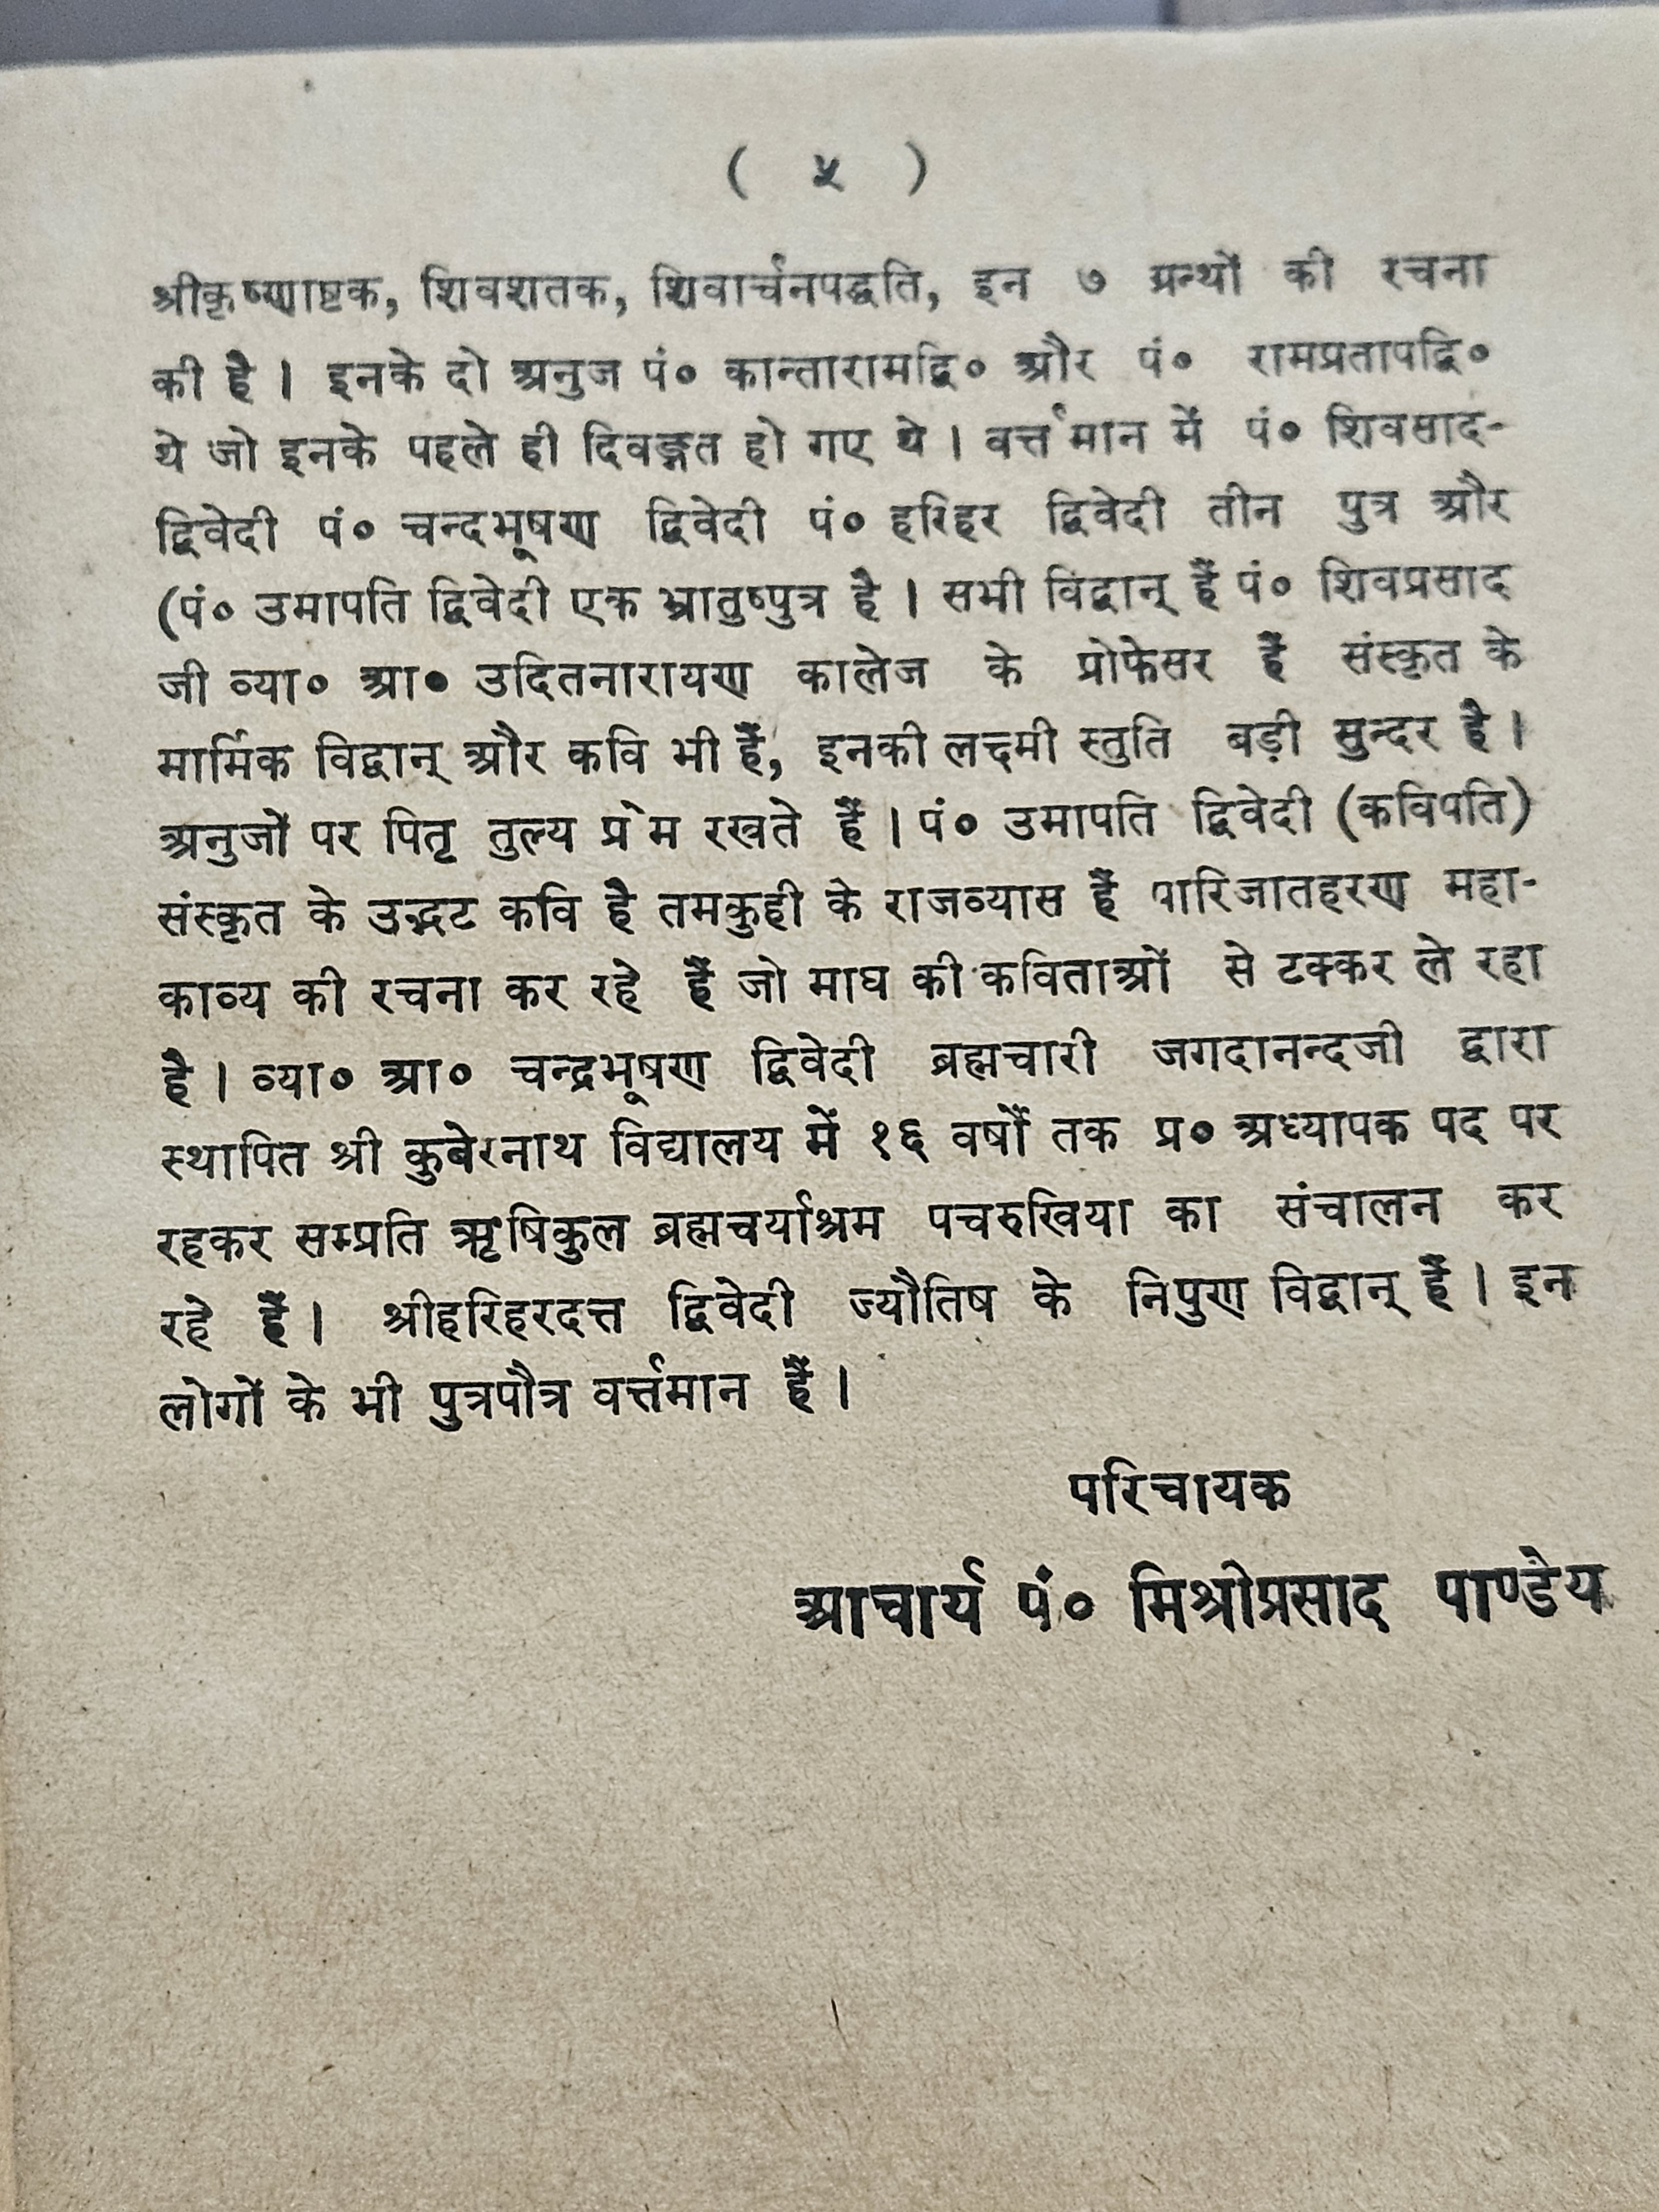 ( ५ )
श्रीकृष्णाष्टक, शिवशतक, शिवार्चनपद्धति, इन ७ ग्रन्थों की रचना
की है । इनके दो अनुज पं० कान्तारामद्वि० और पं० रामप्रतापद्वि०
थे जो इनके पहले ही दिवङ्गत हो गए थे । वर्त्तमान में पं० शिवसाद-
द्विवेदी पं० चन्दभूषण द्विवेदी पं० हरिहर द्विवेदी तीन पुत्र और
(पं० उमापति द्विवेदी एक भ्रातुष्पुत्र है । सभी विद्वान् हैं पं० शिवप्रसाद
जी व्या० आ० उदितनारायण कालेज के प्रोफेसर हैं संस्कृत के
मार्मिक विद्वान् और कवि भी हैं, इनकी लक्ष्मी स्तुति बड़ी सुन्दर है ।
अनुजों पर पितृ तुल्य प्रेम रखते हैं । पं० उमापति द्विवेदी (कविपति)
संस्कृत के उद्भट कवि है तमकुही के राजव्यास हैं पारिजातहरण महा-
काव्य की रचना कर रहे हैं जो माघ की कविताओं से टक्कर ले रहा
है । व्या० आ० चन्द्रभूषण द्विवेदी ब्रह्मचारी जगदानन्दजी द्वारा
स्थापित श्री कुबेरनाथ विद्यालय में १६ वर्षों तक प्र० अध्यापक पद पर
रहकर सम्प्रति ऋषिकुल ब्रह्मचर्याश्रम पचरुखिया का संचालन कर
रहे हैं । श्रीहरिहरदत्त द्विवेदी ज्यौतिष के निपुण विद्वान् हैं । इन
लोगों के भी पुत्रपौत्र वर्त्तमान हैं ।
परिचायक
आचार्य पं० मिश्रीप्रसाद पाण्डेय